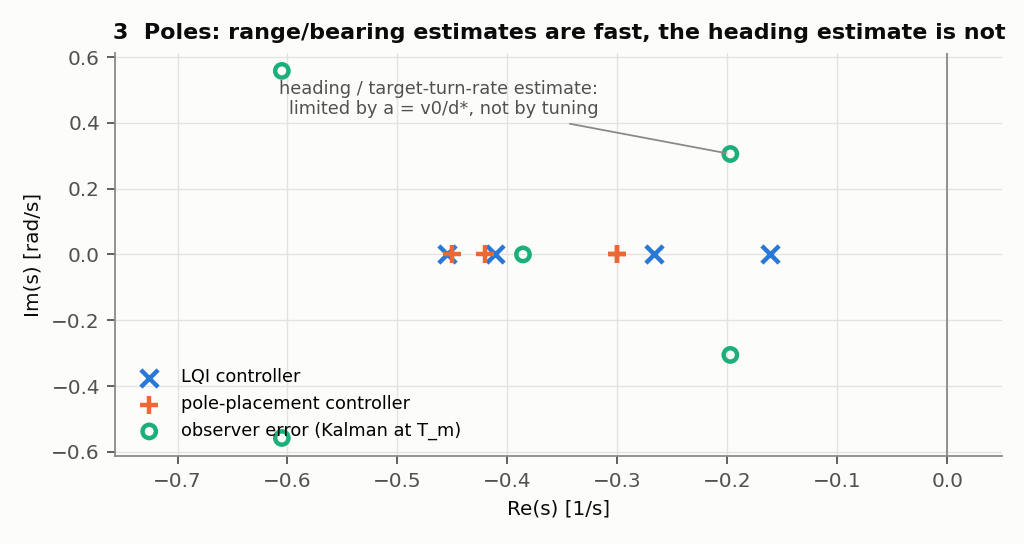 3 Poles: range/bearing estimates are fast, the heading estimate is not
0.6
heading / target-turn-rate estimate:
limited by a = v0/d*, not by tuning
0.4
0.2
0.0
−0.2
−0.4
−0.6
Im(s) [rad/s]
LQI controller
pole-placement controller
observer error (Kalman at T_m)
−0.7
−0.6
−0.5
−0.4
−0.3
−0.2
−0.1
0.0
Re(s) [1/s]